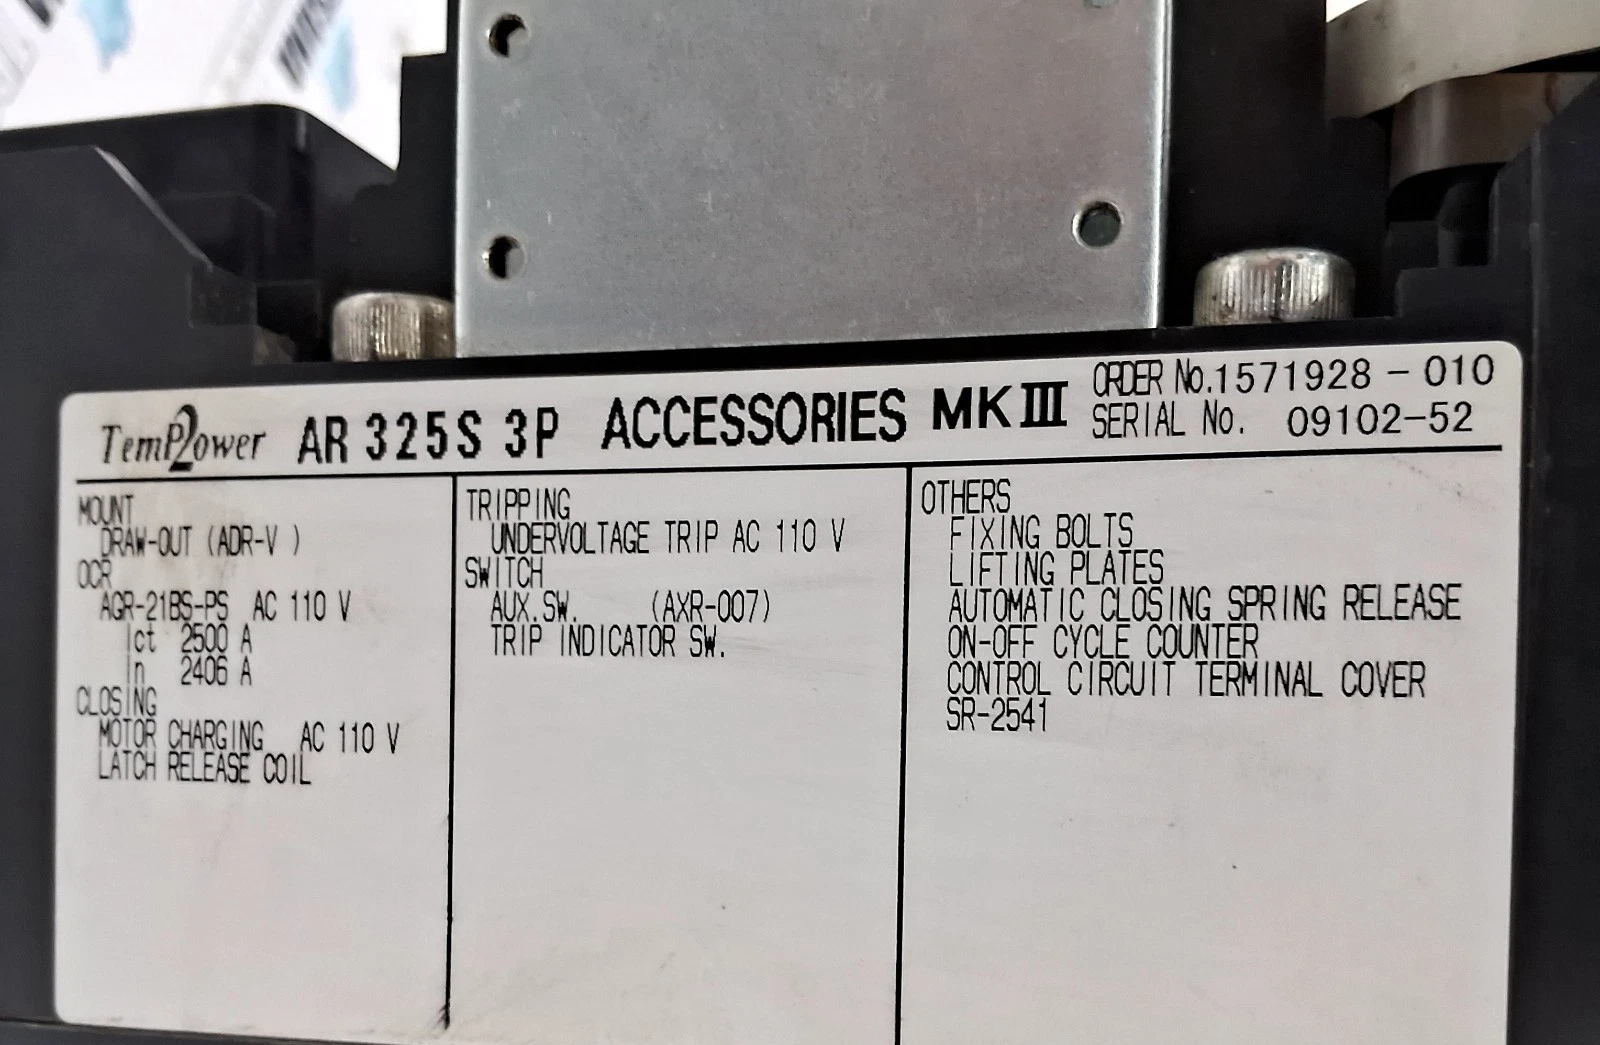 TemPower2 AR 325S 3P ACCESSORIES MK III
ORDER No. 1571928-010
SERIAL No. 09102-52
MOUNT
DRAW-OUT (ADR-V )
OCR
AGR-21BS-PS AC 110 V
Ict 2500 A
In 2406 A
CLOSING
MOTOR CHARGING AC 110 V
LATCH RELEASE COIL
TRIPPING
UNDERVOLTAGE TRIP AC 110 V
SWITCH
AUX.SW. (AXR-007)
TRIP INDICATOR SW.
OTHERS
FIXING BOLTS
LIFTING PLATES
AUTOMATIC CLOSING SPRING RELEASE
ON-OFF CYCLE COUNTER
CONTROL CIRCUIT TERMINAL COVER
SR-2541